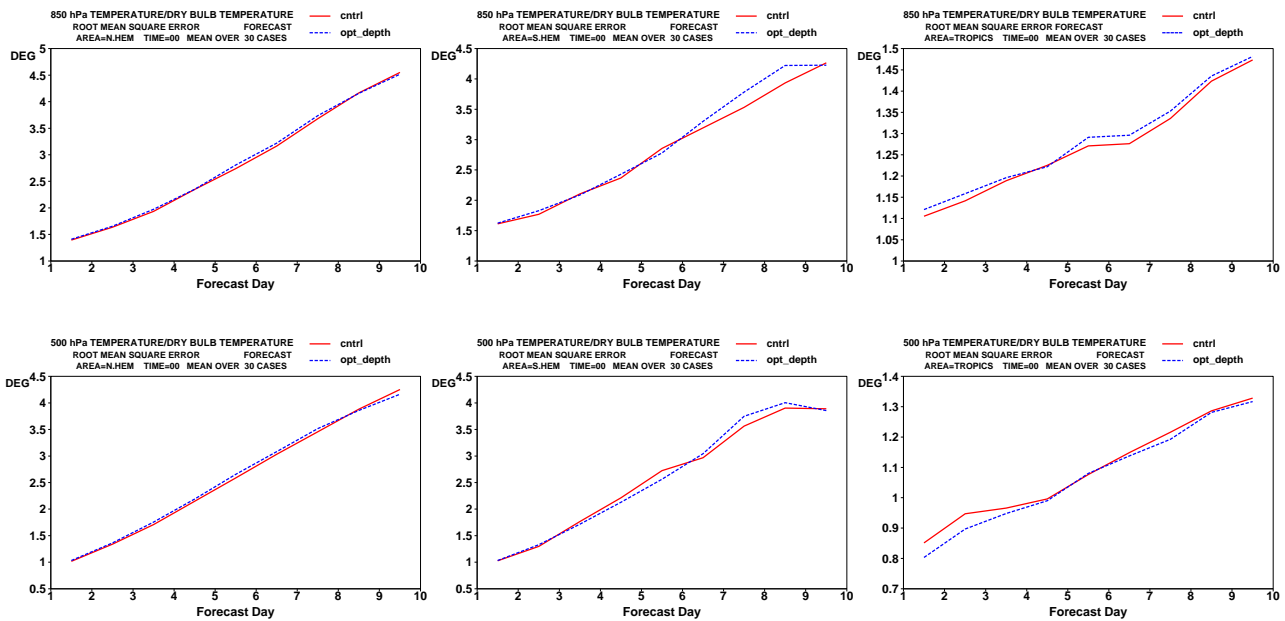 850 hPa TEMPERATURE/DRY BULB TEMPERATURE
ROOT MEAN SQUARE ERROR FORECAST
AREA=N.HEM TIME=00 MEAN OVER 30 CASES
cntrl
opt_depth
DEG
5
4.5
4
3.5
3
2.5
2
1.5
1
1 2 3 4 5 6 7 8 9 10
Forecast Day
850 hPa TEMPERATURE/DRY BULB TEMPERATURE
ROOT MEAN SQUARE ERROR FORECAST
AREA=S.HEM TIME=00 MEAN OVER 30 CASES
cntrl
opt_depth
DEG
4.5
4
3.5
3
2.5
2
1.5
1
1 2 3 4 5 6 7 8 9 10
Forecast Day
850 hPa TEMPERATURE/DRY BULB TEMPERATURE
ROOT MEAN SQUARE ERROR FORECAST
AREA=TROPICS TIME=00 MEAN OVER 30 CASES
cntrl
opt_depth
DEG
1.5
1.45
1.4
1.35
1.3
1.25
1.2
1.15
1.1
1.05
1
1 2 3 4 5 6 7 8 9 10
Forecast Day
500 hPa TEMPERATURE/DRY BULB TEMPERATURE
ROOT MEAN SQUARE ERROR FORECAST
AREA=N.HEM TIME=00 MEAN OVER 30 CASES
cntrl
opt_depth
DEG
4.5
4
3.5
3
2.5
2
1.5
1
0.5
1 2 3 4 5 6 7 8 9 10
Forecast Day
500 hPa TEMPERATURE/DRY BULB TEMPERATURE
ROOT MEAN SQUARE ERROR FORECAST
AREA=S.HEM TIME=00 MEAN OVER 30 CASES
cntrl
opt_depth
DEG
4.5
4
3.5
3
2.5
2
1.5
1
0.5
1 2 3 4 5 6 7 8 9 10
Forecast Day
500 hPa TEMPERATURE/DRY BULB TEMPERATURE
ROOT MEAN SQUARE ERROR FORECAST
AREA=TROPICS TIME=00 MEAN OVER 30 CASES
cntrl
opt_depth
DEG
1.4
1.3
1.2
1.1
1
0.9
0.8
0.7
1 2 3 4 5 6 7 8 9 10
Forecast Day